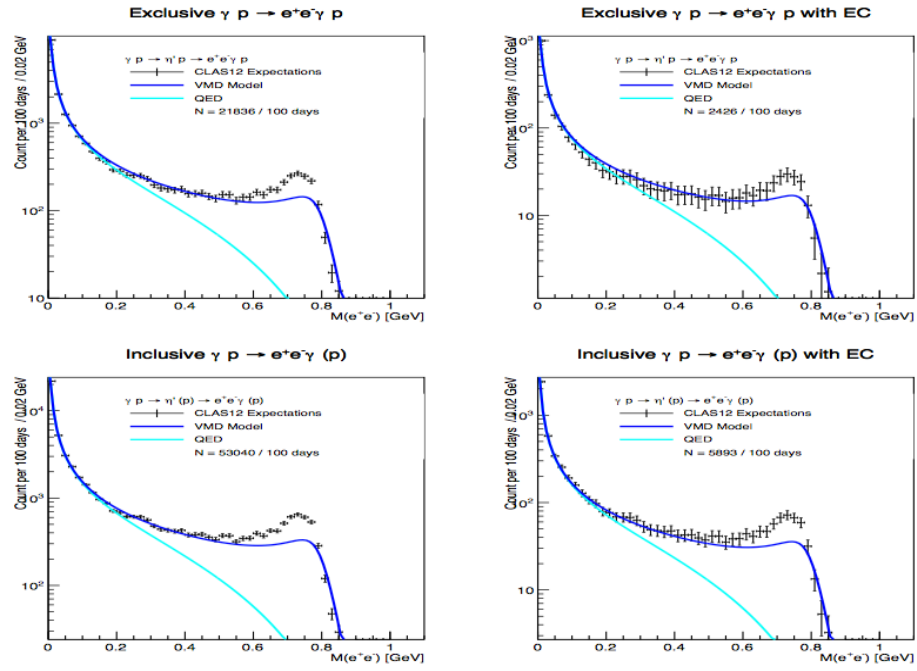 Exclusive γ p → e⁺e⁻γ p
Count per 100 days / 0.02 GeV
10³
10²
10
γ p → η' p → e⁺e⁻γ p
CLAS12 Expectations
VMD Model
QED
N = 21836 / 100 days
0 0.2 0.4 0.6 0.8 1
M(e⁺e⁻) [GeV]
Exclusive γ p → e⁺e⁻γ p with EC
Count per 100 days / 0.02 GeV
10³
10²
10
1
γ p → η' p → e⁺e⁻γ p
CLAS12 Expectations
VMD Model
QED
N = 2426 / 100 days
0 0.2 0.4 0.6 0.8 1
M(e⁺e⁻) [GeV]
Inclusive γ p → e⁺e⁻γ (p)
Count per 100 days / 0.02 GeV
10⁴
10³
10²
γ p → η' (p) → e⁺e⁻γ (p)
CLAS12 Expectations
VMD Model
QED
N = 53040 / 100 days
0 0.2 0.4 0.6 0.8 1
M(e⁺e⁻) [GeV]
Inclusive γ p → e⁺e⁻γ (p) with EC
Count per 100 days / 0.02 GeV
10³
10²
10
γ p → η' (p) → e⁺e⁻γ (p)
CLAS12 Expectations
VMD Model
QED
N = 5893 / 100 days
0 0.2 0.4 0.6 0.8 1
M(e⁺e⁻) [GeV]